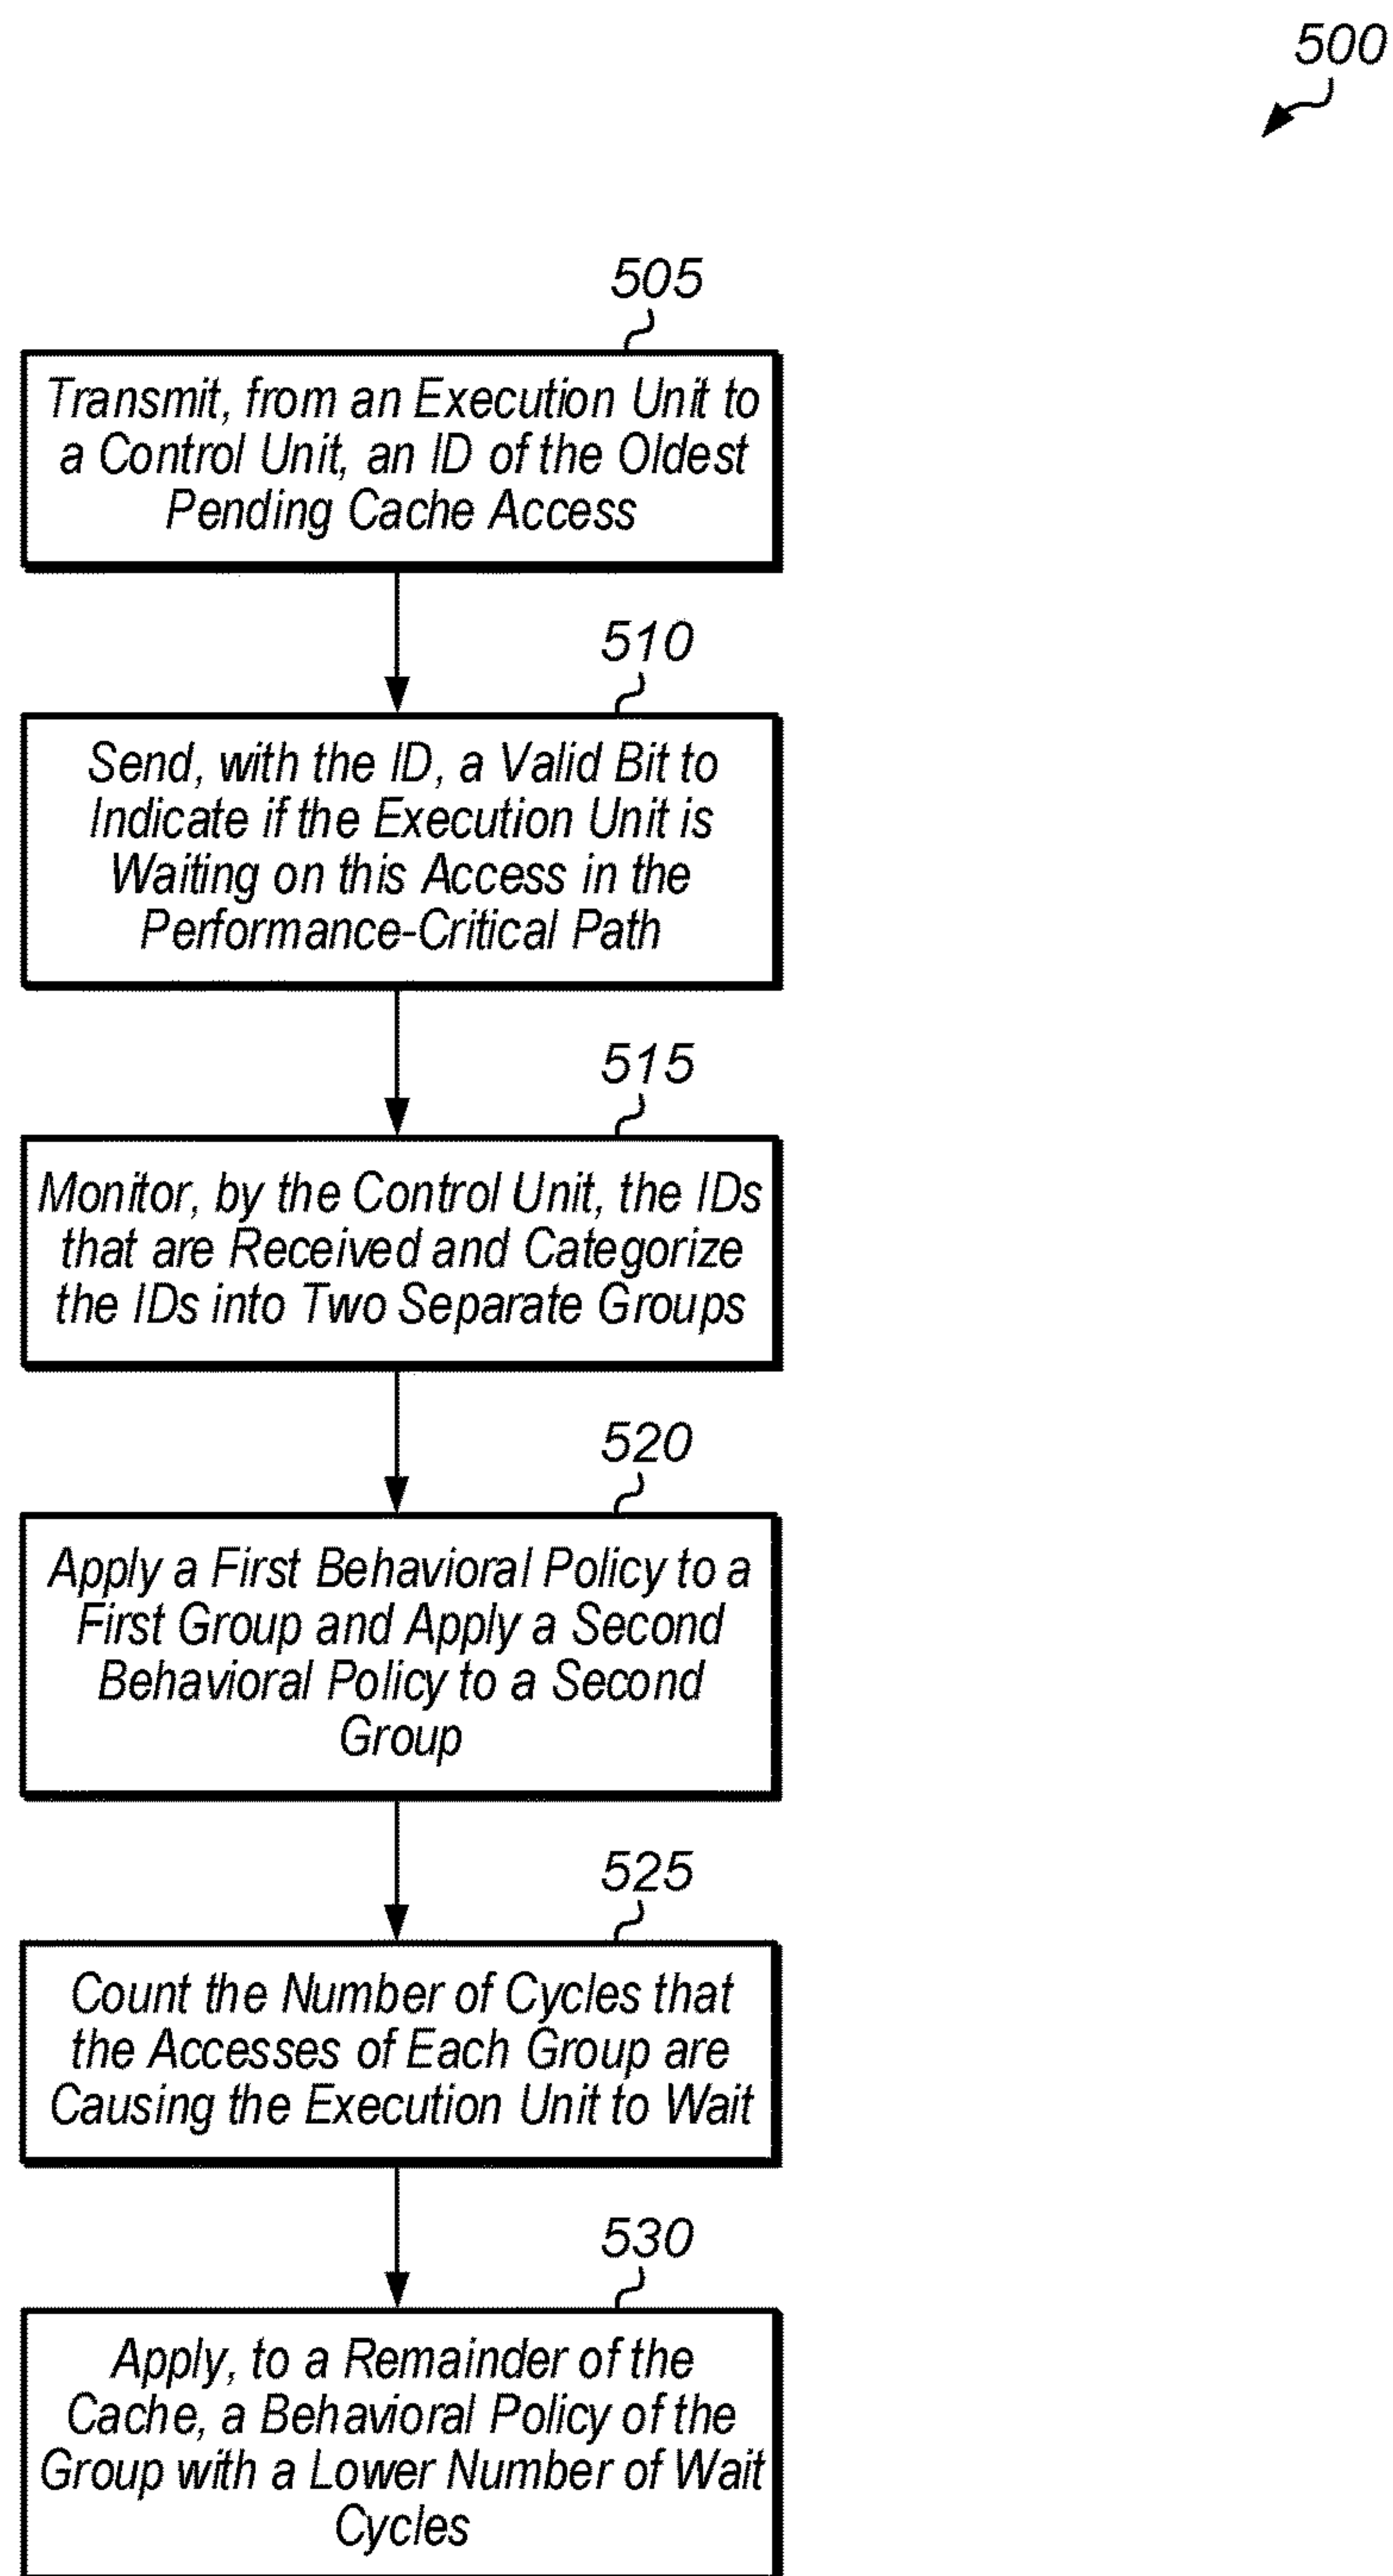 500
505
Transmit, from an Execution Unit to
a Control Unit, an ID of the Oldest
Pending Cache Access
510
Send, with the ID, a Valid Bit to
Indicate if the Execution Unit is
Waiting on this Access in the
Performance-Critical Path
515
Monitor, by the Control Unit, the IDs
that are Received and Categorize
the IDs into Two Separate Groups
520
Apply a First Behavioral Policy to a
First Group and Apply a Second
Behavioral Policy to a Second
Group
525
Count the Number of Cycles that
the Accesses of Each Group are
Causing the Execution Unit to Wait
530
Apply, to a Remainder of the
Cache, a Behavioral Policy of the
Group with a Lower Number of Wait
Cycles